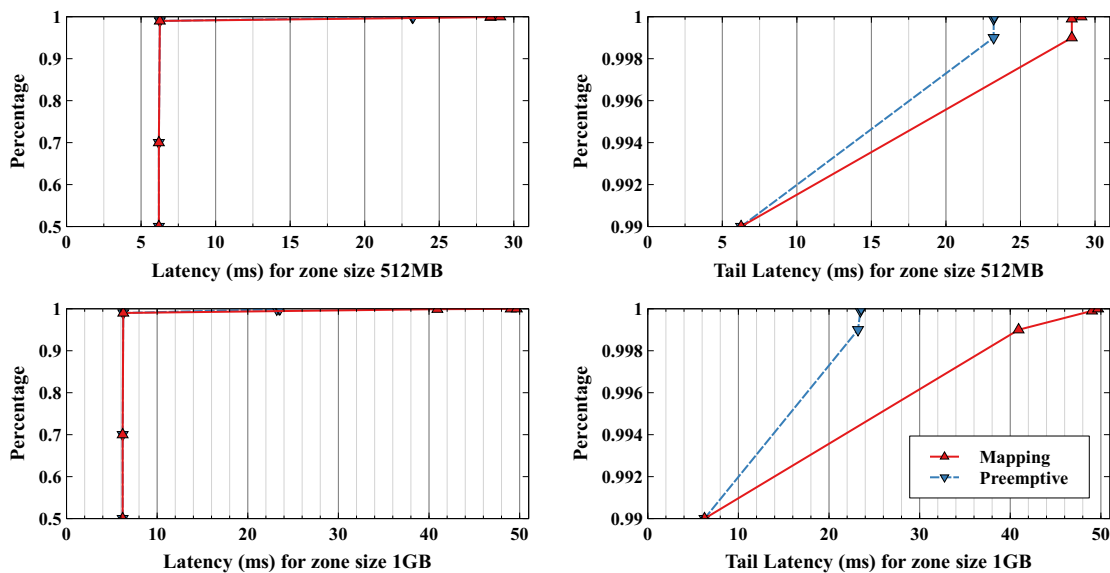 Percentage
1
0.9
0.8
0.7
0.6
0.5
0 5 10 15 20 25 30
Latency (ms) for zone size 512MB
Percentage
1
0.998
0.996
0.994
0.992
0.99
0 5 10 15 20 25 30
Tail Latency (ms) for zone size 512MB
Percentage
1
0.9
0.8
0.7
0.6
0.5
0 10 20 30 40 50
Latency (ms) for zone size 1GB
Percentage
1
0.998
0.996
0.994
0.992
0.99
0 10 20 30 40 50
Tail Latency (ms) for zone size 1GB
Mapping
Preemptive